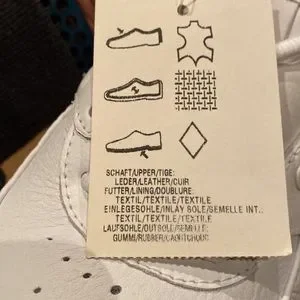 SCHAFT/UPPER/TIGE:
LEDER/LEATHER/CUIR
FUTTER/LINING/DOUBLURE:
TEXTIL/TEXTILE/TEXTILE
EINLEGESOHLE/INLAY SOLE/SEMELLE INT.:
TEXTIL/TEXTILE/TEXTILE
LAUFSOHLE/OUTSOLE/SEMELLE:
GUMMI/RUBBER/CAOUTCHOUC